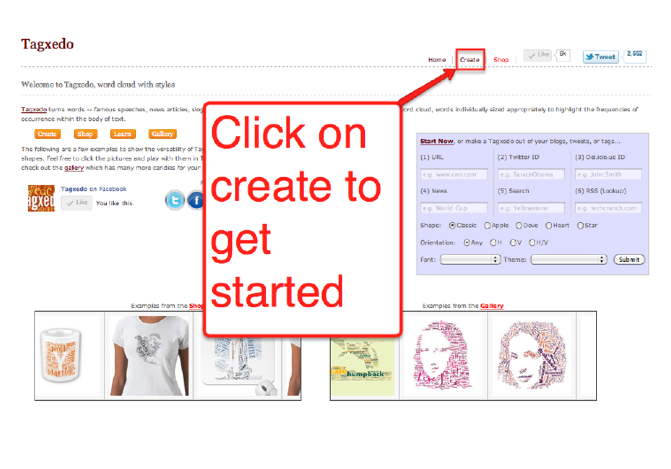 Tagxedo
Home Create Shop Like 6k Tweet 2,552
Welcome to Tagxedo, word cloud with styles
Tagxedo turns words -- famous speeches, news articles, slog
word cloud, words individually sized appropriately to highlight the frequencies of
occurrence within the body of text.
Create Shop Learn Gallery
The following are a few examples to show the versatility of Ta
shapes. Feel free to click the pictures and play with them in T
check out the gallery which has many more candies for your
Tagxedo on Facebook
Like You like this.
Click on
create to
get
started
Start Now, or make a Tagxedo out of your blogs, tweets, or tags...
(1) URL (2) Twitter ID (3) Del.icio.us ID
e.g. www.cnn.com e.g. BarackObama e.g. John.Smith
(4) News (5) Search (6) RSS (Lookup)
e.g. World Cup e.g. Yellowstone e.g. techcrunch.com
Shape: Classic Apple Dove Heart Star
Orientation: Any H V H/V
Font: Theme: Submit
Examples from the Sho
Examples from the Gallery
started
humpback